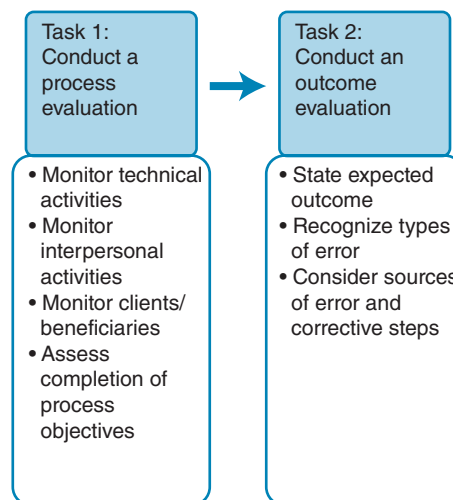 Task 1:
Conduct a
process
evaluation
• Monitor technical
activities
• Monitor
interpersonal
activities
• Monitor clients/
beneficiaries
• Assess
completion of
process
objectives
Task 2:
Conduct an
outcome
evaluation
• State expected
outcome
• Recognize types
of error
• Consider sources
of error and
corrective steps